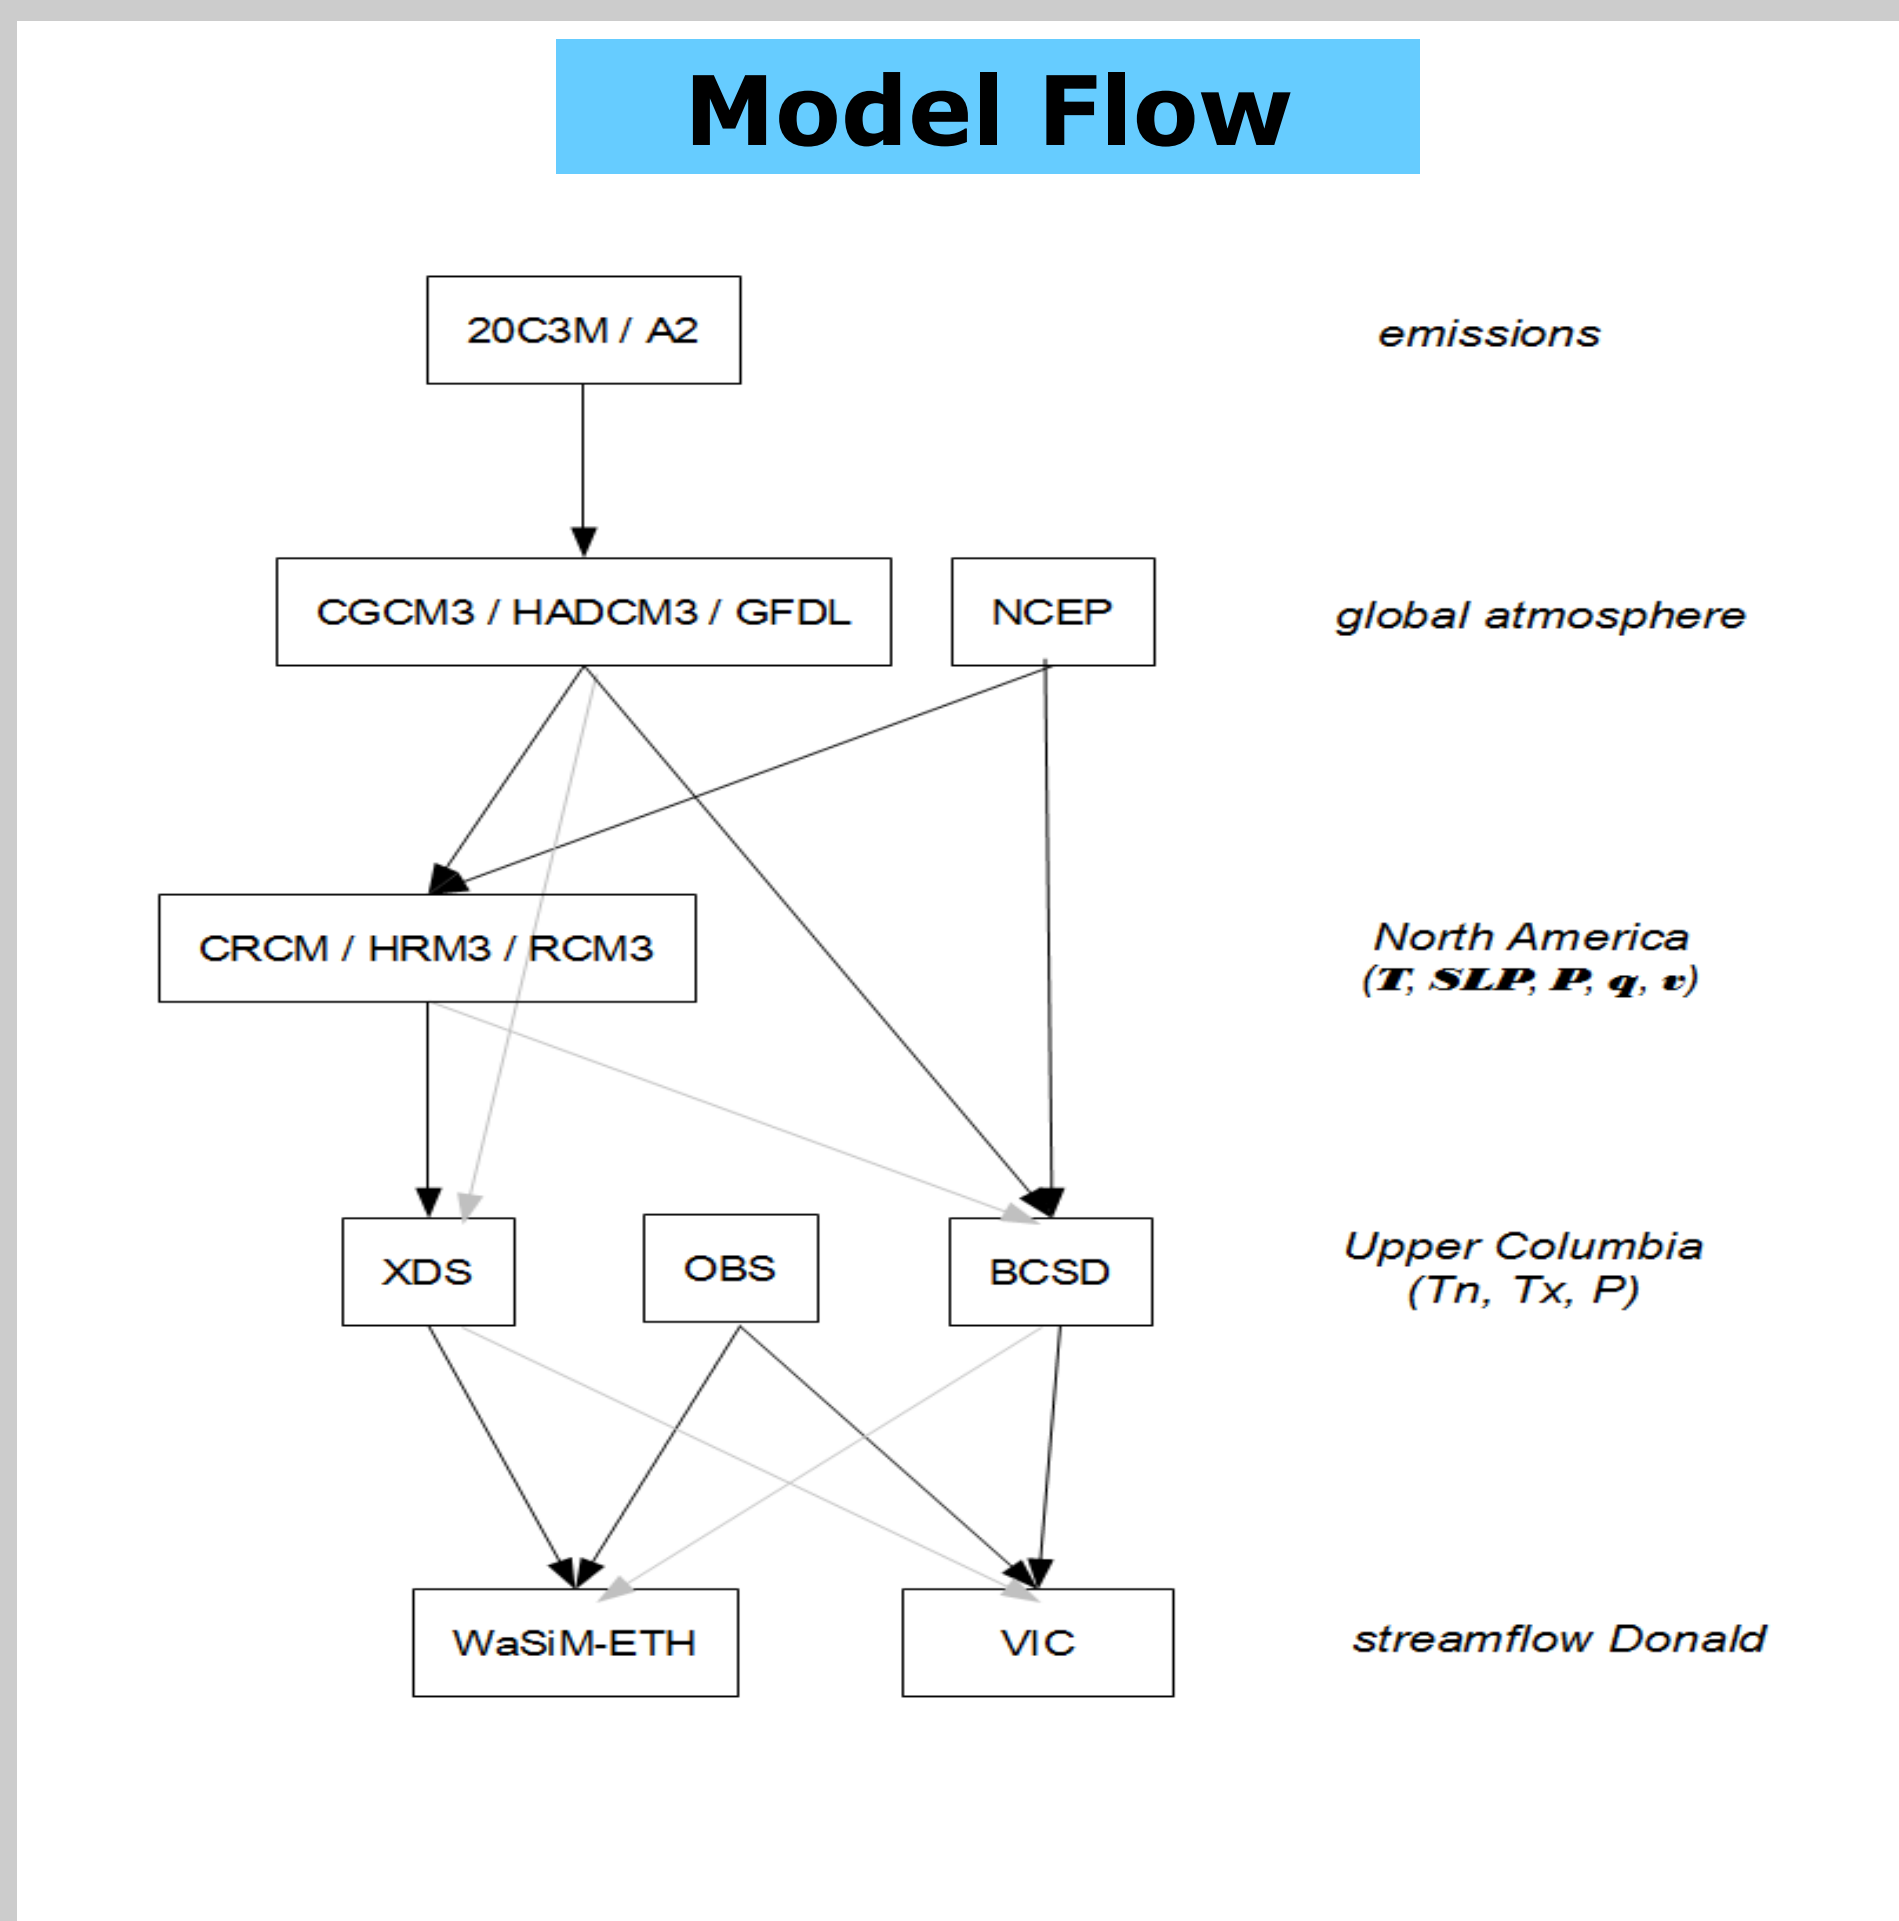 Model Flow
20C3M / A2
emissions
CGCM3 / HADCM3 / GFDL
NCEP
global atmosphere
CRCM / HRM3 / RCM3
North America
(T, SLP, P, q, v)
XDS
OBS
BCSD
Upper Columbia
(Tn, Tx, P)
WaSiM-ETH
VIC
streamflow Donald